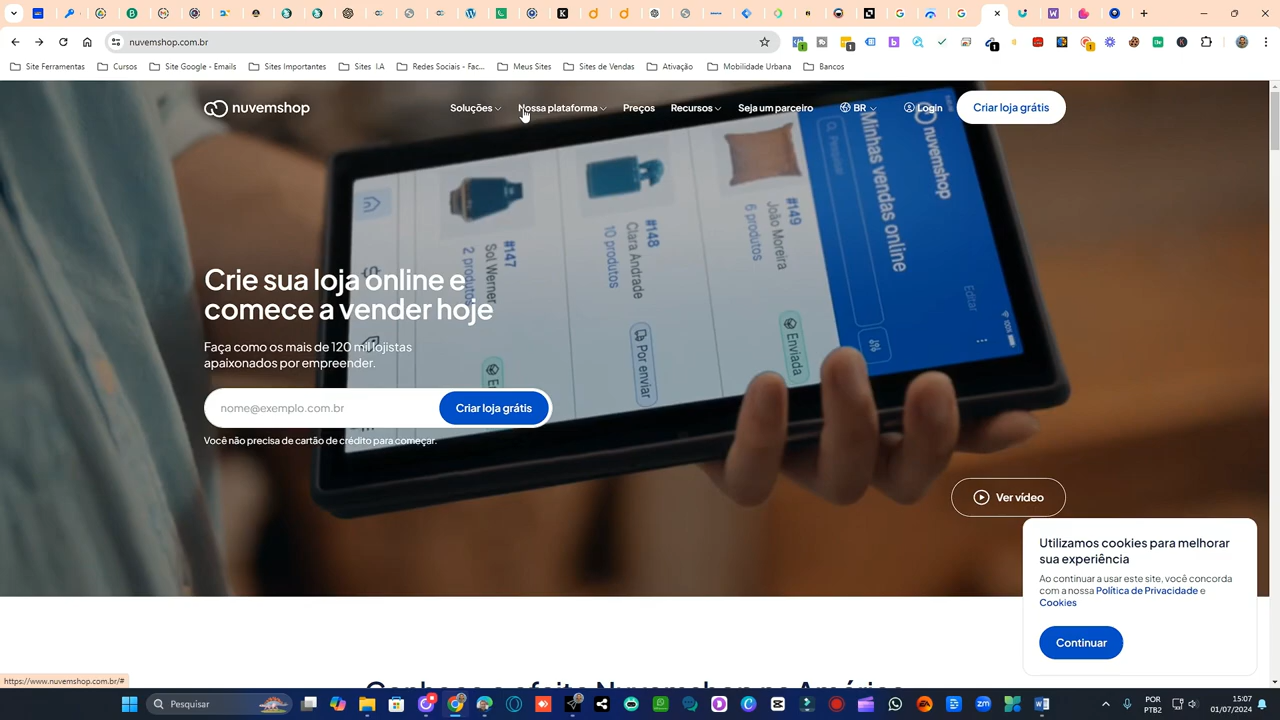 nuvemshop.com.br
Site Ferramentas
Cursos
Site Google - Emails
Sites Importantes
Sites I.A
Redes Sociais - Fac...
Meus Sites
Sites de Vendas
Ativação
Mobilidade Urbana
Bancos
nuvemshop
Soluções
Nossa plataforma
Preços
Recursos
Seja um parceiro
BR
Login
Criar loja grátis
Minhas vendas online
nuvemshop
Pesquisar
Editar
100%
#149
João Moreira
6 produtos
Enviada
#148
Clara Andrade
10 produtos
Por enviar
#147
Sol Werner
2 produtos
Crie sua loja online e
comece a vender hoje
Faça como os mais de 120 mil lojistas
apaixonados por empreender.
nome@exemplo.com.br
Criar loja grátis
Você não precisa de cartão de crédito para começar.
Ver vídeo
Utilizamos cookies para melhorar
sua experiência
Ao continuar a usar este site, você concorda
com a nossa Política de Privacidade e
Cookies
Continuar
https://www.nuvemshop.com.br/#
Pesquisar
POR
PTB2
15:07
01/07/2024